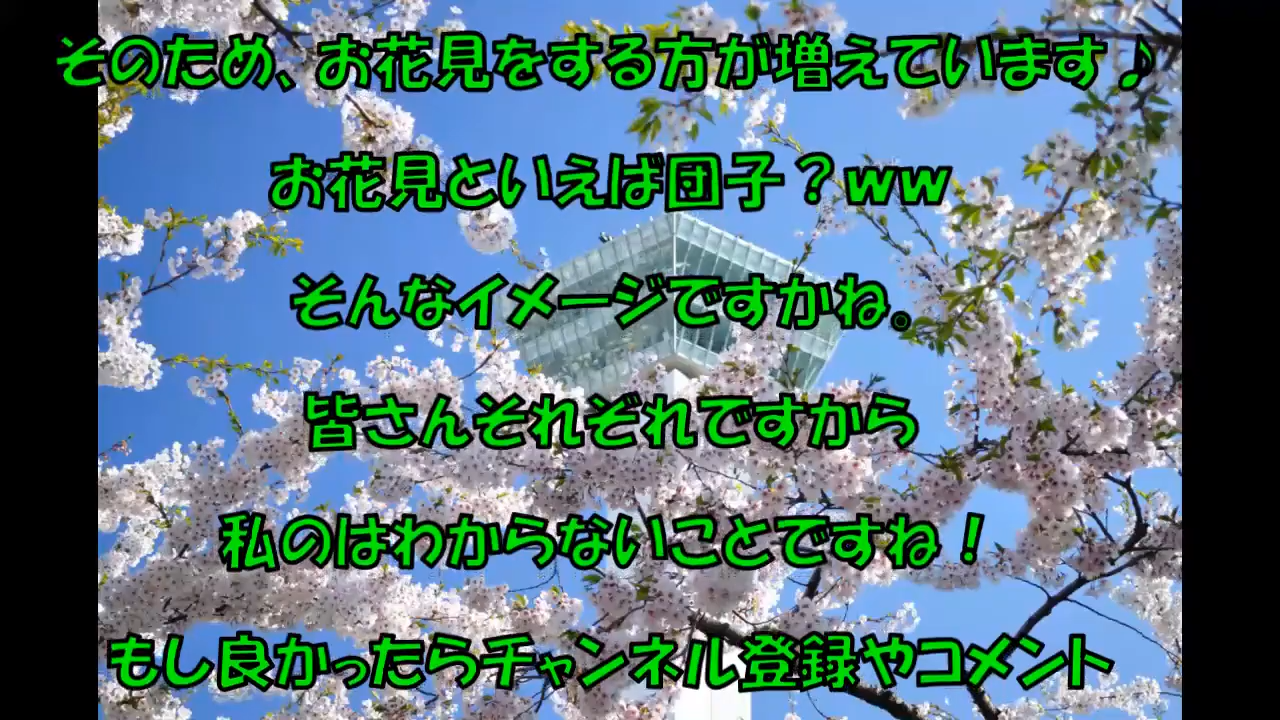 そのため、お花見をする方が増えています♪
お花見といえば団子？ｗｗ
そんなイメージですかね。
皆さんそれぞれですから
私のはわからないことですね！
もし良かったらチャンネル登録やコメント